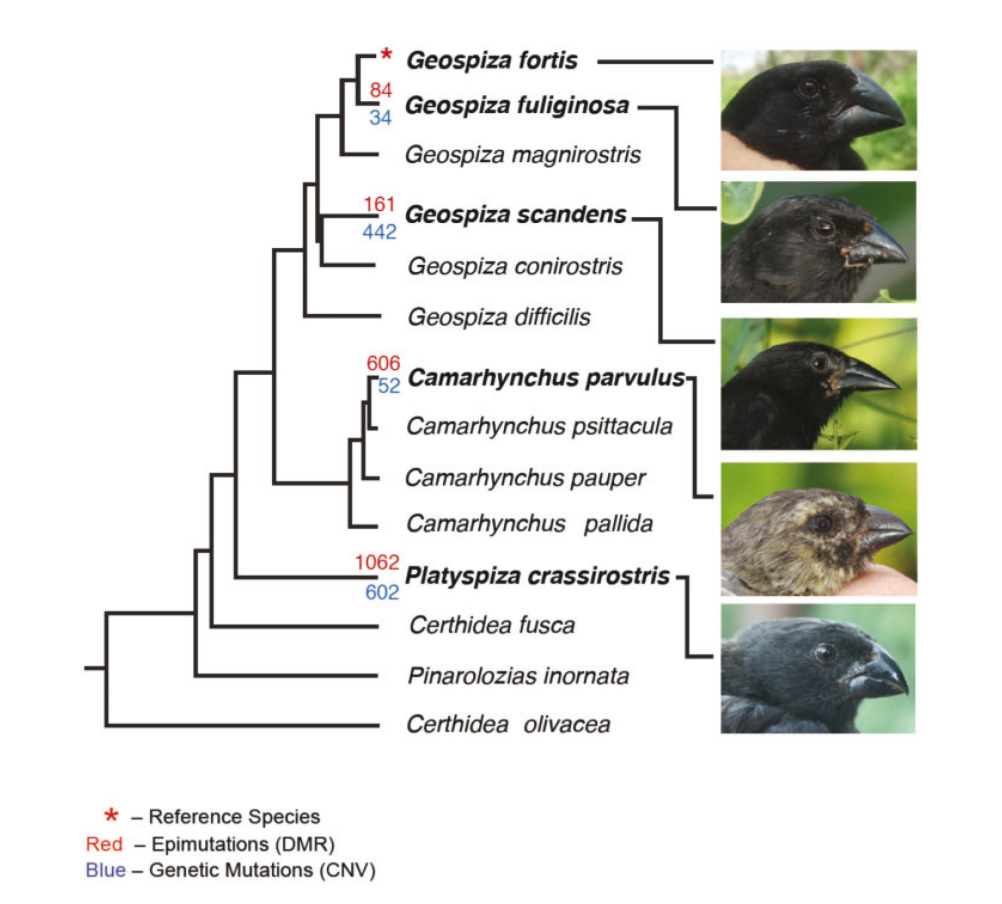 * Geospiza fortis
84
Geospiza fuliginosa
34
Geospiza magnirostris
161
Geospiza scandens
442
Geospiza conirostris
Geospiza difficilis
606
Camarhynchus parvulus
52
Camarhynchus psittacula
Camarhynchus pauper
Camarhynchus pallida
1062
Platyspiza crassirostris
602
Certhidea fusca
Pinarolozias inornata
Certhidea olivacea
* – Reference Species
Red – Epimutations (DMR)
Blue – Genetic Mutations (CNV)